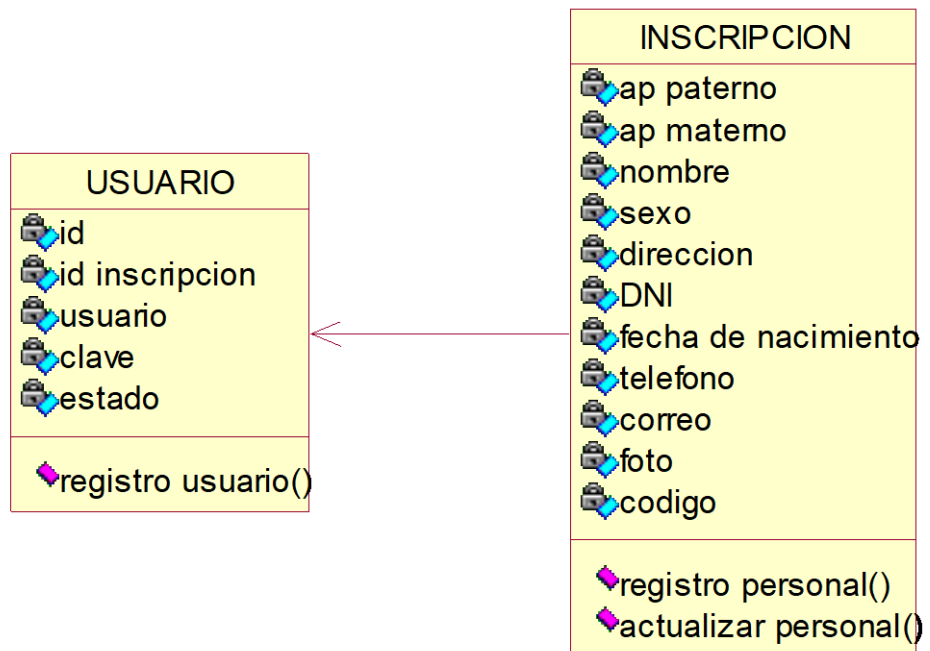 USUARIO
id
id inscripcion
usuario
clave
estado
registro usuario()
INSCRIPCION
ap paterno
ap materno
nombre
sexo
direccion
DNI
fecha de nacimiento
telefono
correo
foto
codigo
registro personal()
actualizar personal()